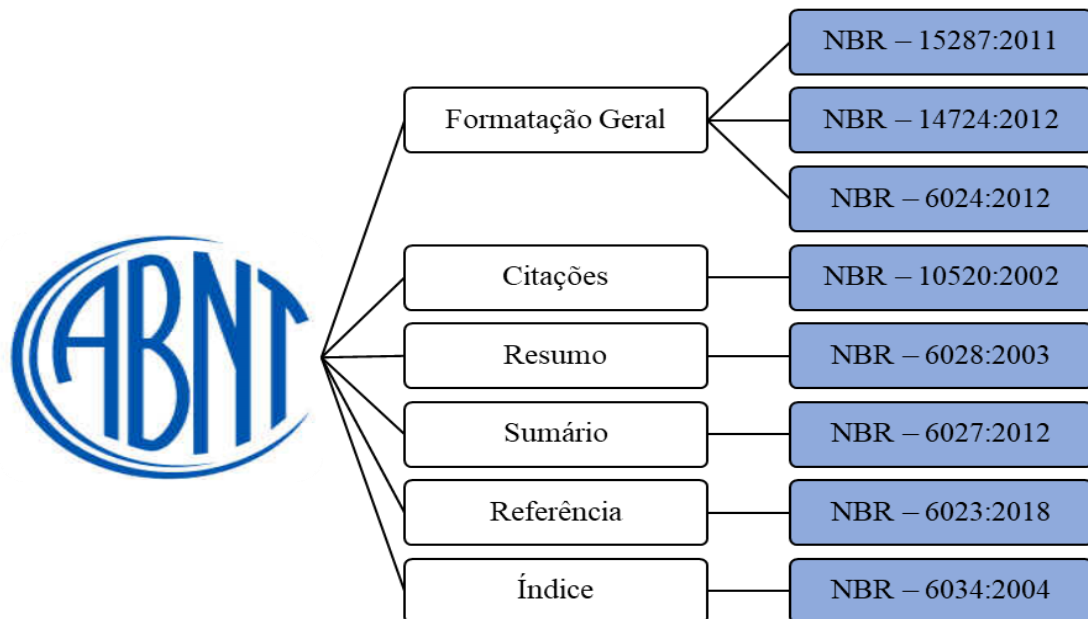 ABNT
Formatação Geral
NBR – 15287:2011
NBR – 14724:2012
NBR – 6024:2012
Citações
NBR – 10520:2002
Resumo
NBR – 6028:2003
Sumário
NBR – 6027:2012
Referência
NBR – 6023:2018
Índice
NBR – 6034:2004